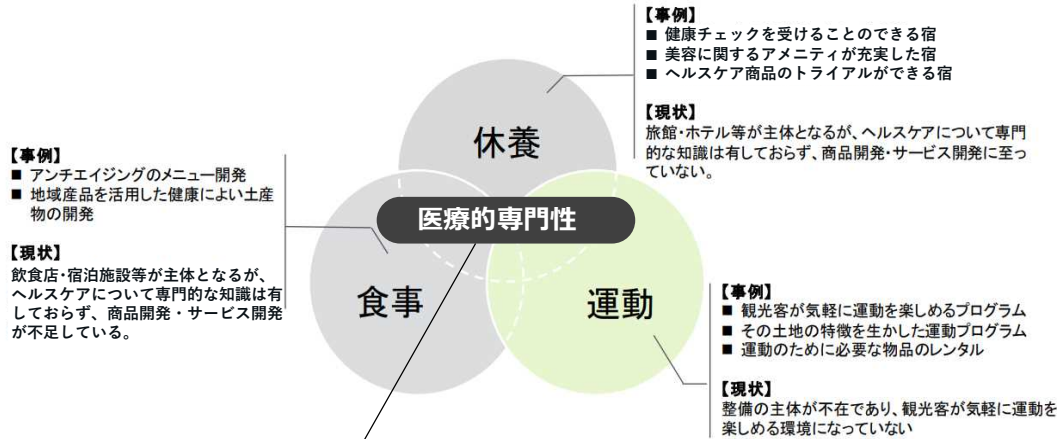 【事例】
■ 健康チェックを受けることのできる宿
■ 美容に関するアメニティが充実した宿
■ ヘルスケア商品のトライアルができる宿
【現状】
旅館・ホテル等が主体となるが、ヘルスケアについて専門
的な知識は有しておらず、商品開発・サービス開発に至っ
ていない。
休養
【事例】
■ アンチエイジングのメニュー開発
■ 地域産品を活用した健康によい土産
物の開発
【現状】
飲食店・宿泊施設等が主体となるが、
ヘルスケアについて専門的な知識は有
しておらず、商品開発・サービス開発
が不足している。
医療的専門性
食事
運動
【事例】
■ 観光客が気軽に運動を楽しめるプログラム
■ その土地の特徴を生かした運動プログラム
■ 運動のために必要な物品のレンタル
【現状】
整備の主体が不在であり、観光客が気軽に運動を
楽しめる環境になっていない